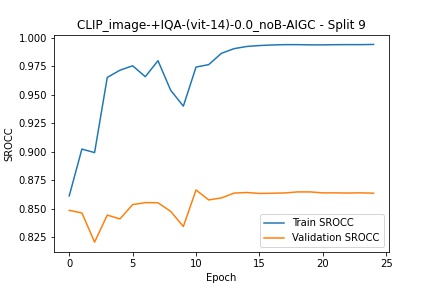 CLIP_image-+IQA-(vit-14)-0.0_noB-AIGC - Split 9
1.000
0.975
0.950
0.925
0.900
0.875
0.850
0.825
SROCC
Train SROCC
Validation SROCC
0 5 10 15 20 25
Epoch